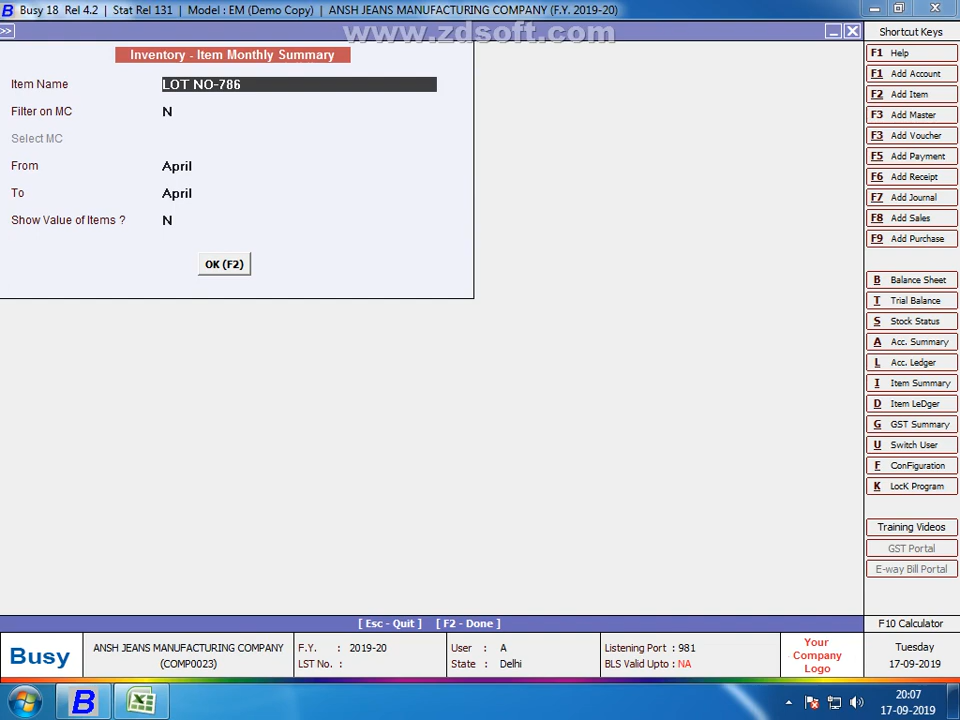 B Busy 18 Rel 4.2 | Stat Rel 131 | Model : EM (Demo Copy) | ANSH JEANS MANUFACTURING COMPANY (F.Y. 2019-20)
>>
www.zdsoft.com
Shortcut Keys
Inventory - Item Monthly Summary
Item Name LOT NO-786
Filter on MC N
Select MC
From April
To April
Show Value of Items ? N
OK (F2)
F1 Help
F1 Add Account
F2 Add Item
F3 Add Master
F3 Add Voucher
F5 Add Payment
F6 Add Receipt
F7 Add Journal
F8 Add Sales
F9 Add Purchase
B Balance Sheet
T Trial Balance
S Stock Status
A Acc. Summary
L Acc. Ledger
I Item Summary
D Item LeDger
G GST Summary
U Switch User
F ConFiguration
K LocK Program
Training Videos
GST Portal
E-way Bill Portal
[ Esc - Quit ] [ F2 - Done ]
F10 Calculator
Busy
ANSH JEANS MANUFACTURING COMPANY
(COMP0023)
F.Y. : 2019-20
LST No. :
User : A
State : Delhi
Listening Port : 981
BLS Valid Upto : NA
Your
Company
Logo
Tuesday
17-09-2019
B
20:07
17-09-2019